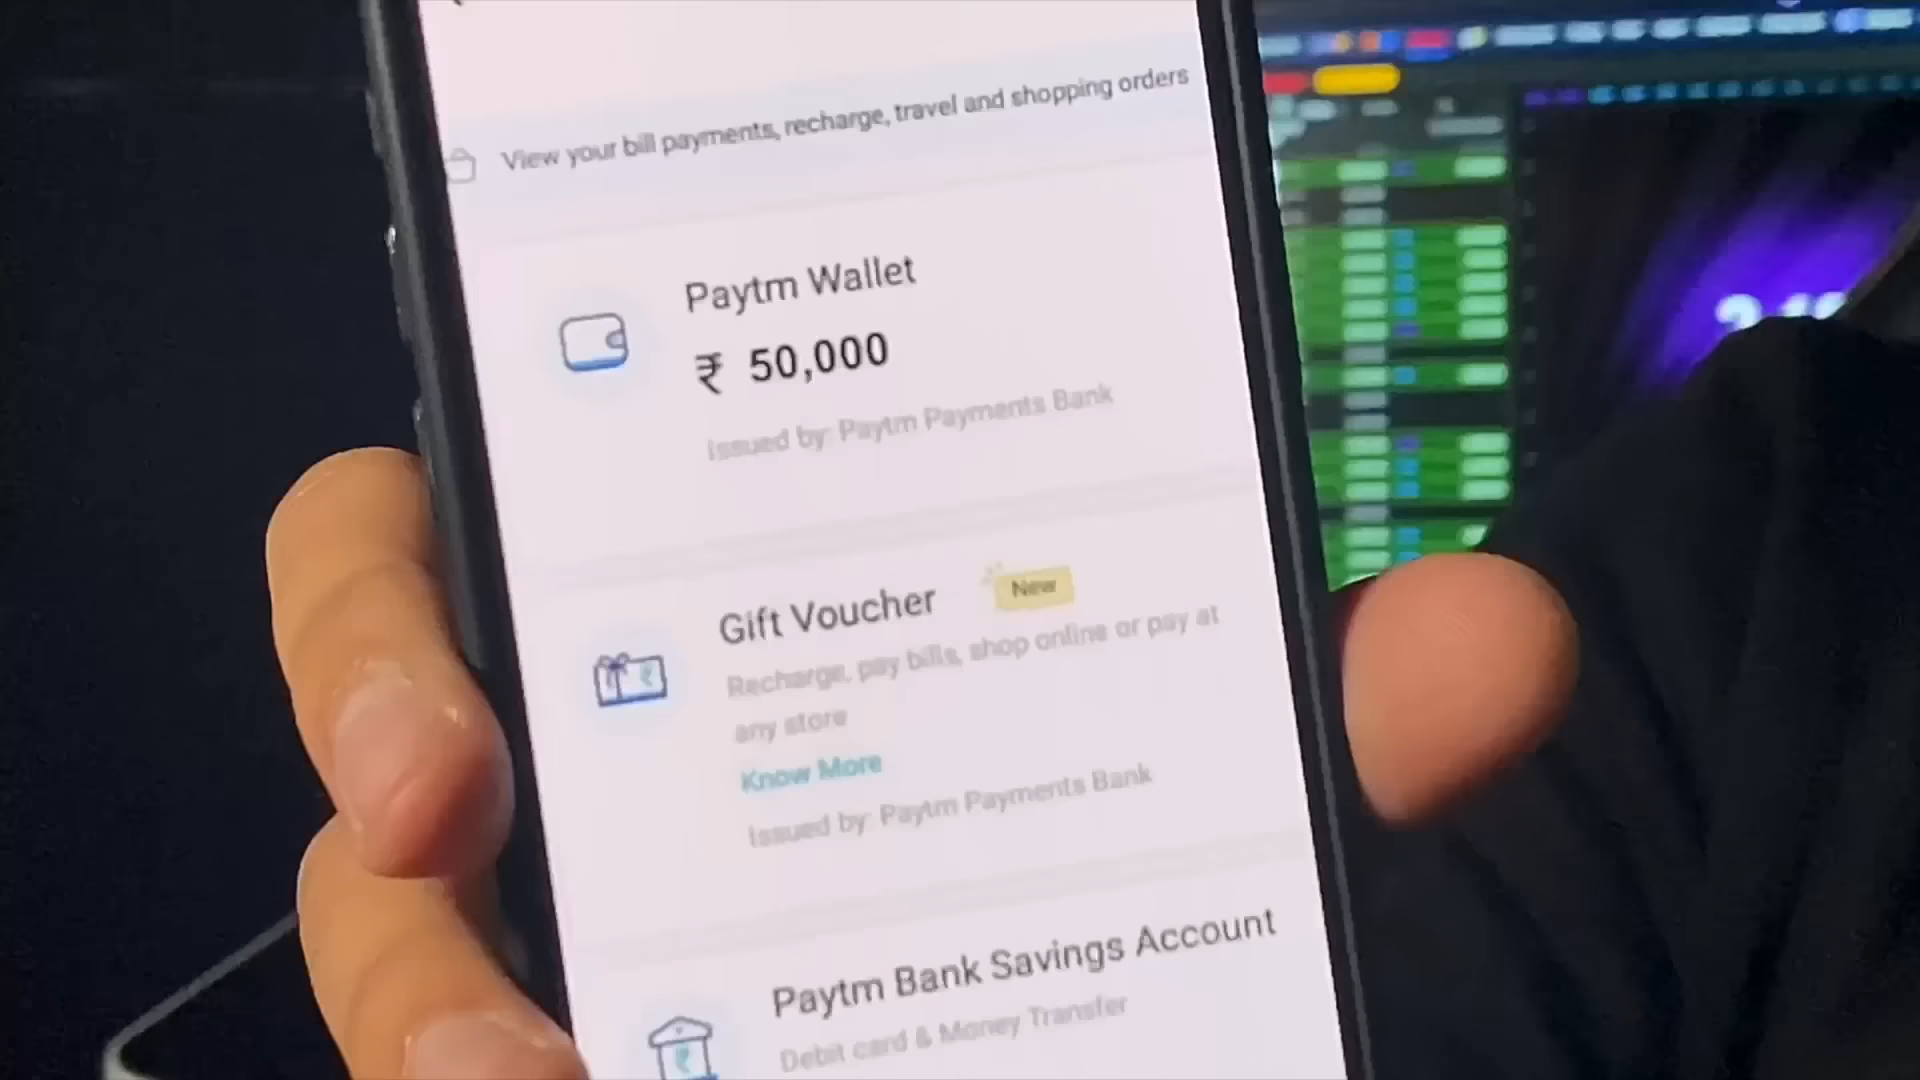 View your bill payments, recharge, travel and shopping orders
Paytm Wallet
₹ 50,000
Issued by: Paytm Payments Bank
Gift Voucher New
Recharge, pay bills, shop online or pay at
any store
Know More
Issued by: Paytm Payments Bank
Paytm Bank Savings Account
Debit card & Money Transfer